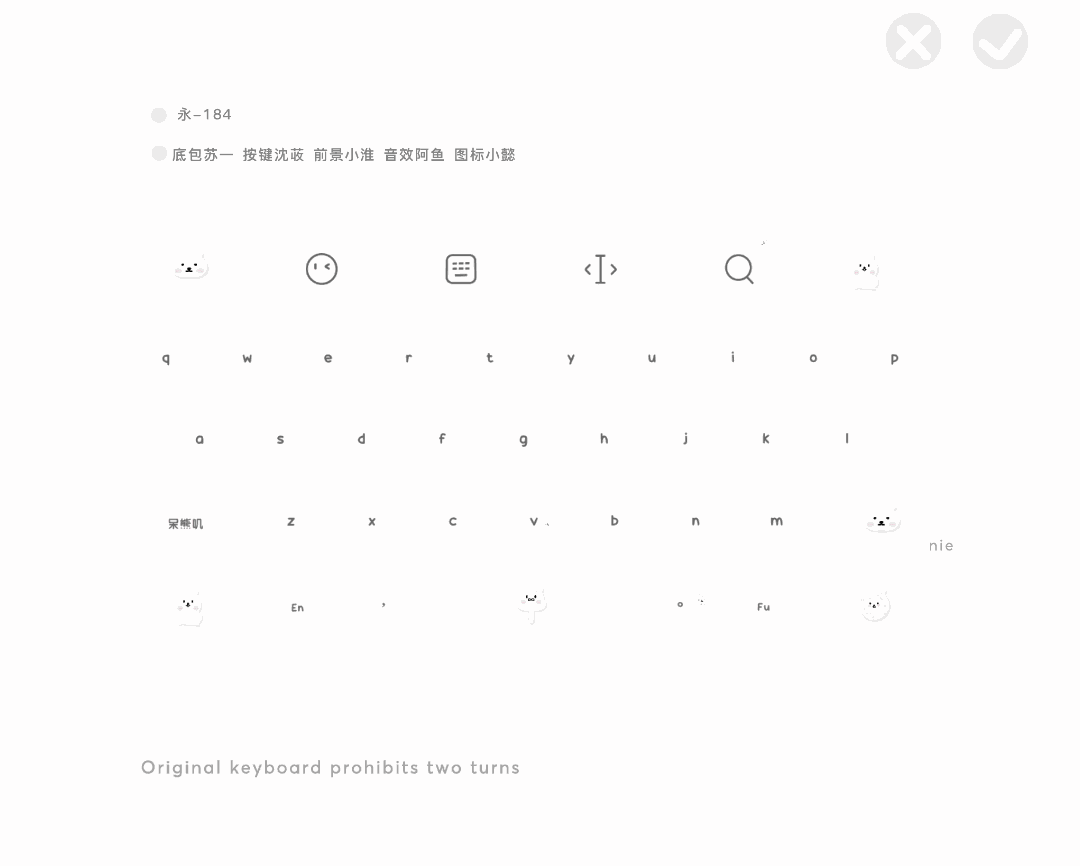 永-184
底包苏一 按键沈莜 前景小淮 音效阿鱼 图标小懿
q w e r t y u i o p
a s d f g h j k l
呆熊叽 z x c v b n m
nie
En , 。 Fu
Original keyboard prohibits two turns